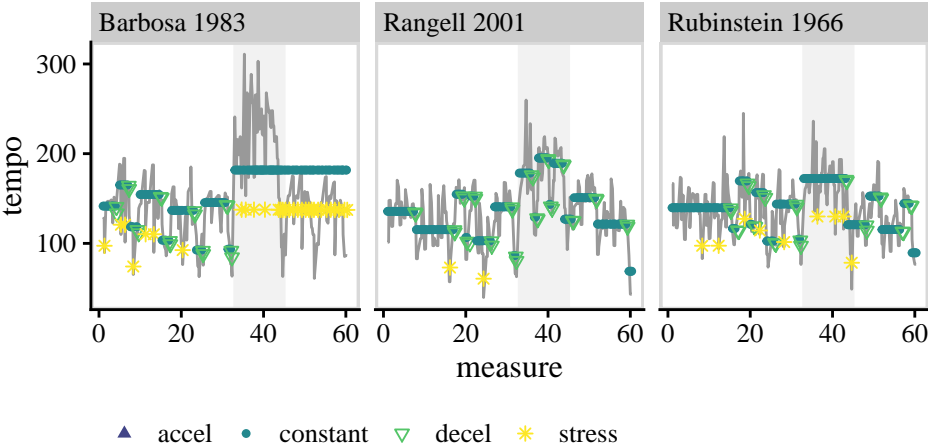 Barbosa 1983
Rangell 2001
Rubinstein 1966
tempo
300
200
100
0 20 40 60
0 20 40 60
0 20 40 60
measure
accel constant decel stress